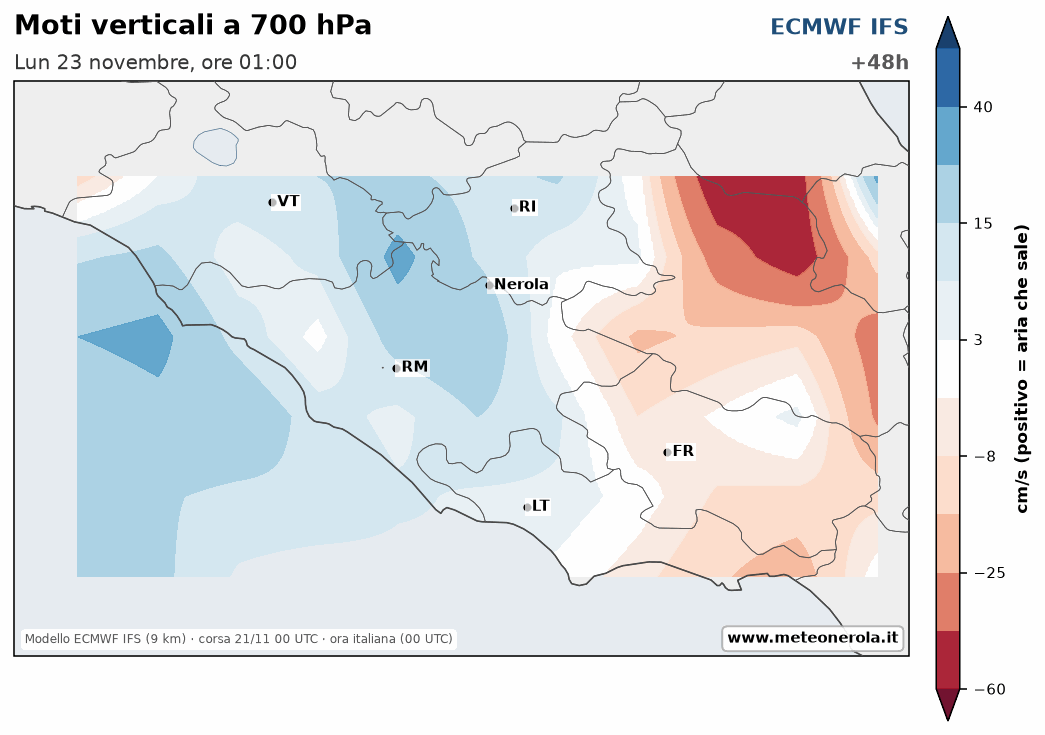 Moti verticali a 700 hPa
ECMWF IFS
Lun 23 novembre, ore 01:00
+48h
VT
RI
Nerola
RM
FR
LT
40
15
3
−8
−25
−60
cm/s (positivo = aria che sale)
Modello ECMWF IFS (9 km) · corsa 21/11 00 UTC · ora italiana (00 UTC)
www.meteonerola.it